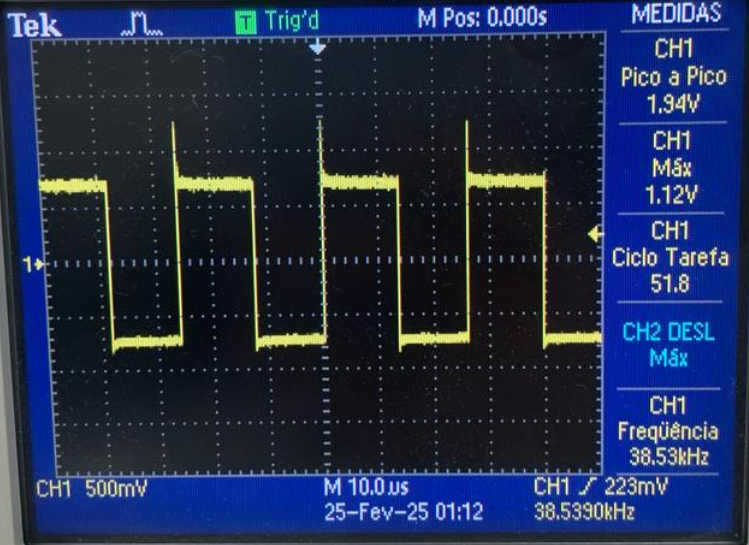 Tek T Trig'd M Pos: 0.000s MEDIDAS
CH1
Pico a Pico
1.94V
CH1
Máx
1.12V
CH1
Ciclo Tarefa
51.8
CH2 DESL
Máx
CH1
Freqüência
38.53kHz
1
CH1 500mV M 10.0us CH1 223mV
25-Fev-25 01:12 38.5390kHz